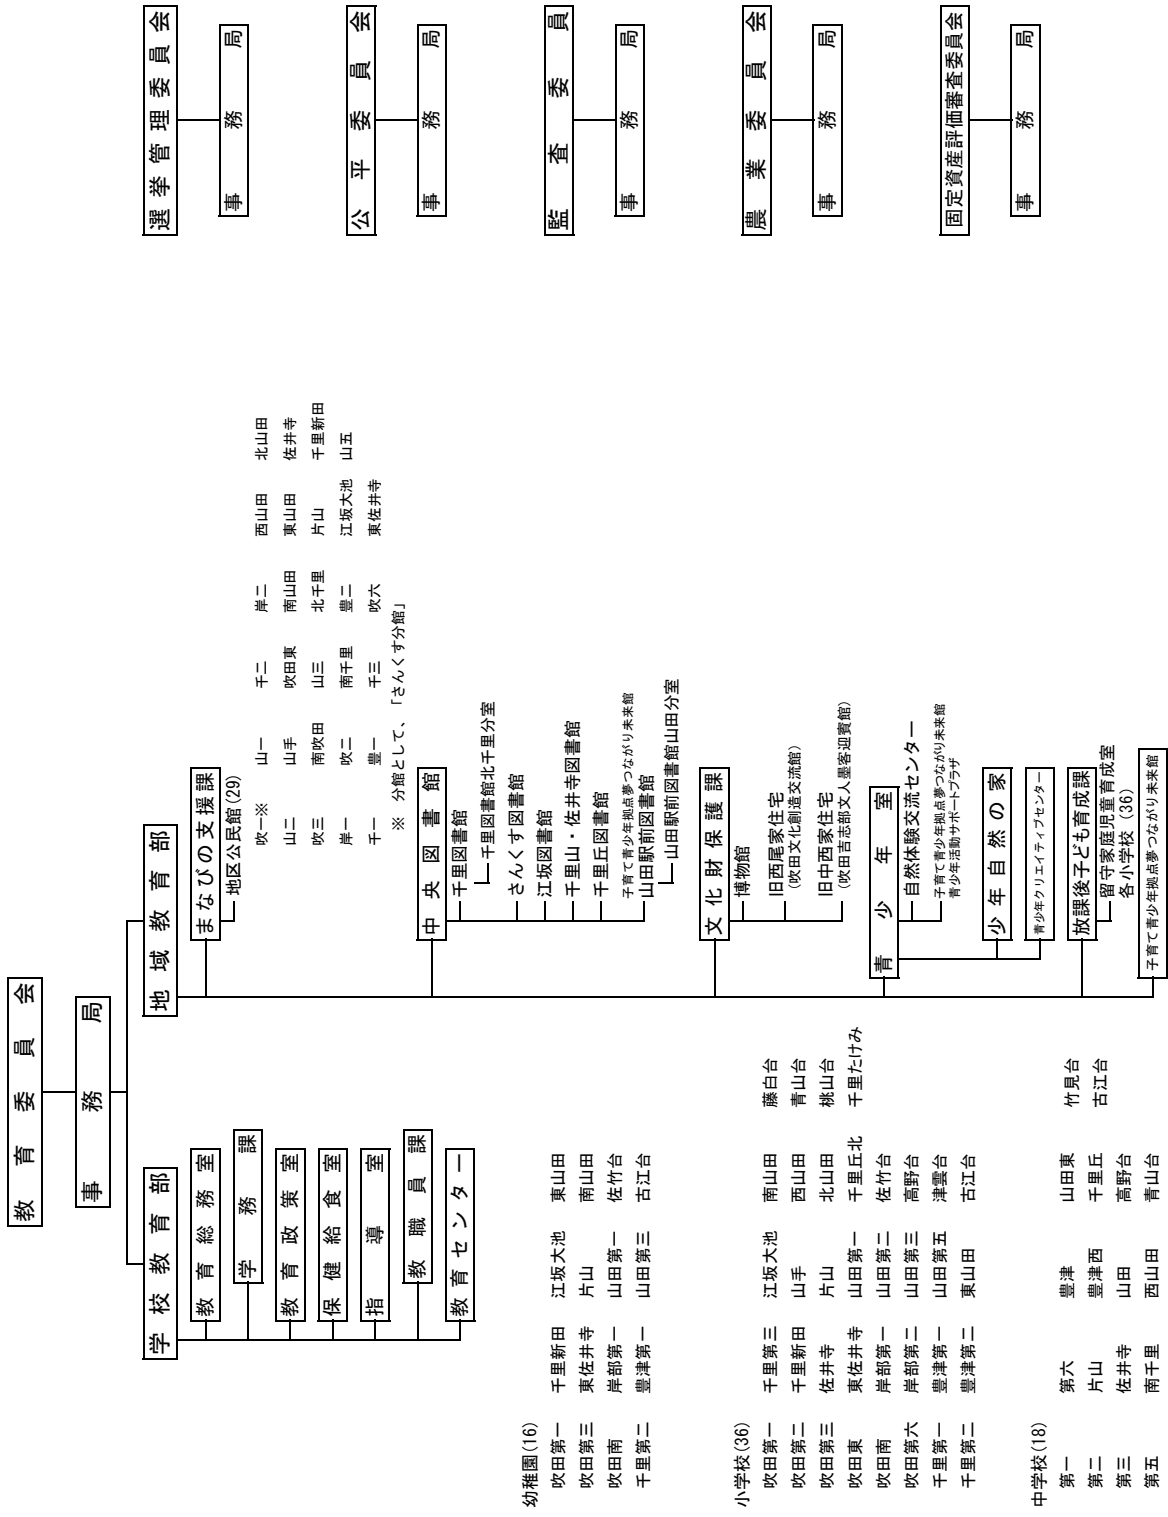 教育委員会
事務局
学校教育部
教育総務室
学務課
教育政策室
保健給食室
指導室
教職員課
教育センター
幼稚園(16)
吹田第一 千里新田 江坂大池 東山田
吹田第三 東佐井寺 片山 南山田
吹田南 岸部第一 山田第一 佐竹台
千里第二 豊津第一 山田第三 古江台
小学校(36)
吹田第一 千里第三 江坂大池 南山田 藤白台
吹田第二 千里新田 山手 西山田 青山台
吹田第三 佐井寺 片山 北山田 桃山台
吹田東 東佐井寺 山田第一 千里丘北 千里たけみ
吹田南 岸部第一 山田第二 佐竹台
吹田第六 岸部第二 山田第三 高野台
千里第一 豊津第一 山田第五 津雲台
千里第二 豊津第二 東山田 古江台
中学校(18)
第一 第六 豊津 山田東 竹見台
第二 片山 豊津西 千里丘 古江台
第三 佐井寺 山田 高野台
第五 南千里 西山田 青山台
地域教育部
まなびの支援課
地区公民館(29)
吹一※ 山一 千二 岸二 西山田 北山田
山二 山手 吹田東 南山田 東山田 佐井寺
吹三 南吹田 山三 北千里 片山 千里新田
岸一 吹二 南千里 豊二 江坂大池 山五
千一 豊一 千三 吹六 東佐井寺
※ 分館として、「さんくす分館」
中央図書館
千里図書館
千里図書館北千里分室
さんくす図書館
江坂図書館
千里山・佐井寺図書館
千里丘図書館
子育て青少年拠点夢つながり未来館
山田駅前図書館
山田駅前図書館山田分室
文化財保護課
博物館
旧西尾家住宅
(吹田文化創造交流館)
旧中西家住宅
(吹田吉志部文人墨客迎賓館)
青少年室
自然体験交流センター
子育て青少年拠点夢つながり未来館
青少年活動サポートプラザ
少年自然の家
青少年クリエイティブセンター
放課後子ども育成課
留守家庭児童育成室
各小学校 (36)
子育て青少年拠点夢つながり未来館
選挙管理委員会
事務局
公平委員会
事務局
監査委員
事務局
農業委員会
事務局
固定資産評価審査委員会
事務局